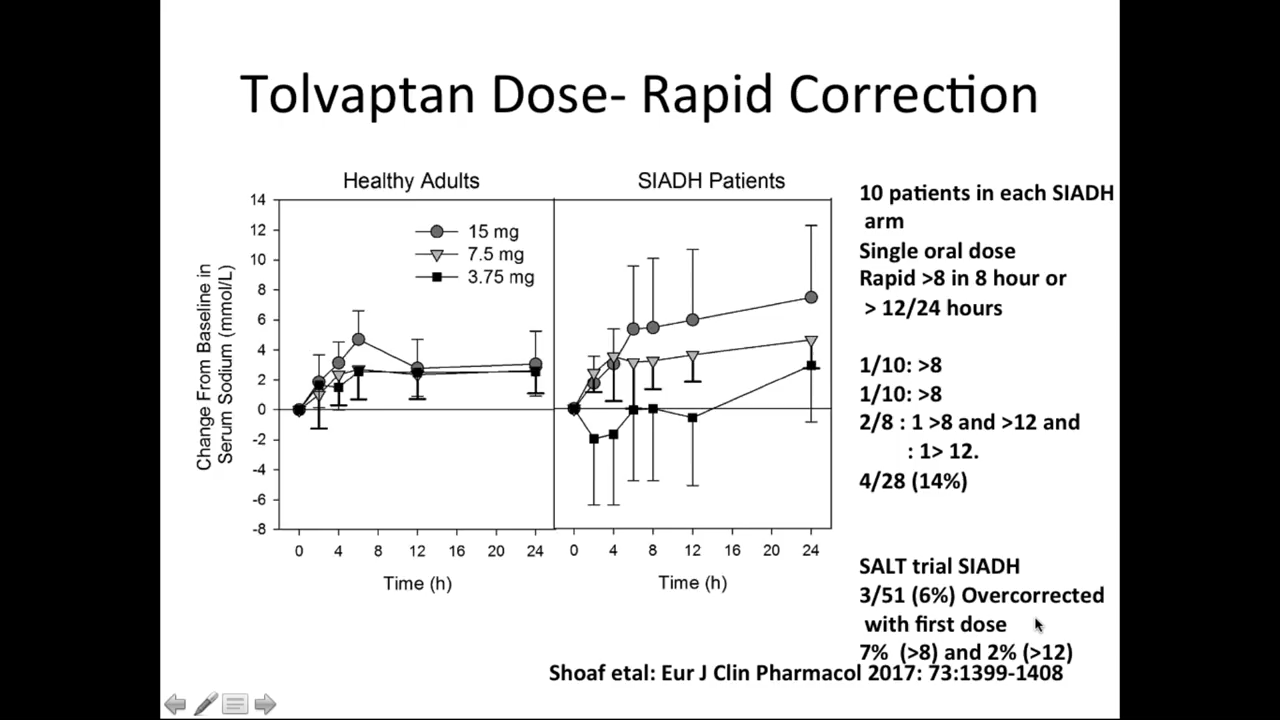 Tolvaptan Dose- Rapid Correction
Healthy Adults
SIADH Patients
Change From Baseline in
Serum Sodium (mmol/L)
14
12
10
8
6
4
2
0
-2
-4
-6
-8
15 mg
7.5 mg
3.75 mg
0 4 8 12 16 20 24
0 4 8 12 16 20 24
Time (h)
Time (h)
10 patients in each SIADH
arm
Single oral dose
Rapid >8 in 8 hour or
> 12/24 hours
1/10: >8
1/10: >8
2/8 : 1 >8 and >12 and
: 1> 12.
4/28 (14%)
SALT trial SIADH
3/51 (6%) Overcorrected
with first dose
7% (>8) and 2% (>12)
Shoaf etal: Eur J Clin Pharmacol 2017: 73:1399-1408